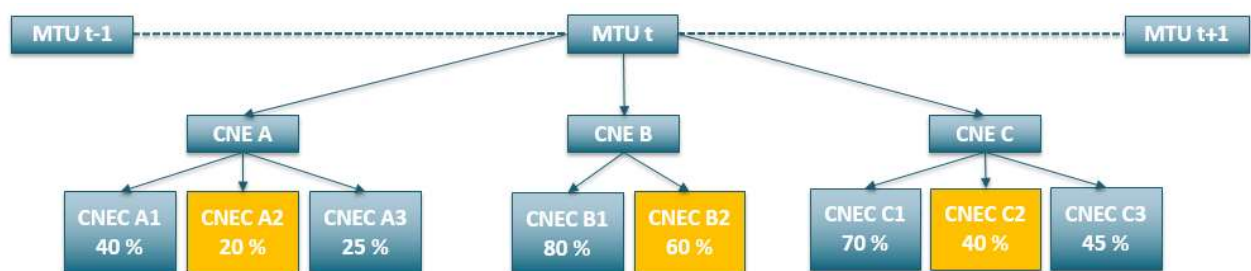 MTU t-1
MTU t
MTU t+1
CNE A
CNE B
CNE C
CNEC A1
40 %
CNEC A2
20 %
CNEC A3
25 %
CNEC B1
80 %
CNEC B2
60 %
CNEC C1
70 %
CNEC C2
40 %
CNEC C3
45 %